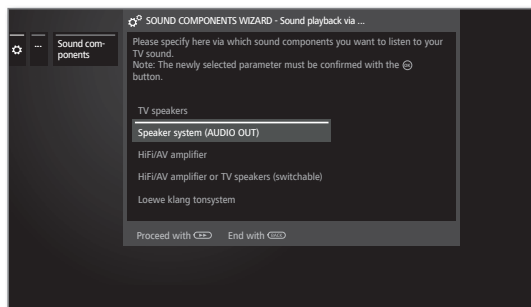 SOUND COMPONENTS WIZARD - Sound playback via ...
... Sound com-
ponents
Please specify here via which sound components you want to listen to your
TV sound.
Note: The newly selected parameter must be confirmed with the OK
button.
TV speakers
Speaker system (AUDIO OUT)
HiFi/AV amplifier
HiFi/AV amplifier or TV speakers (switchable)
Loewe klang tonsystem
Proceed with End with BACK